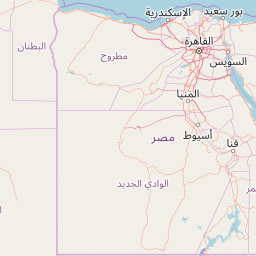 الإسكندرية
بور سعيد
القاهرة
البطنان
مطروح
السويس
المنيا
مصر
أسيوط
قنا
الوادي الجديد